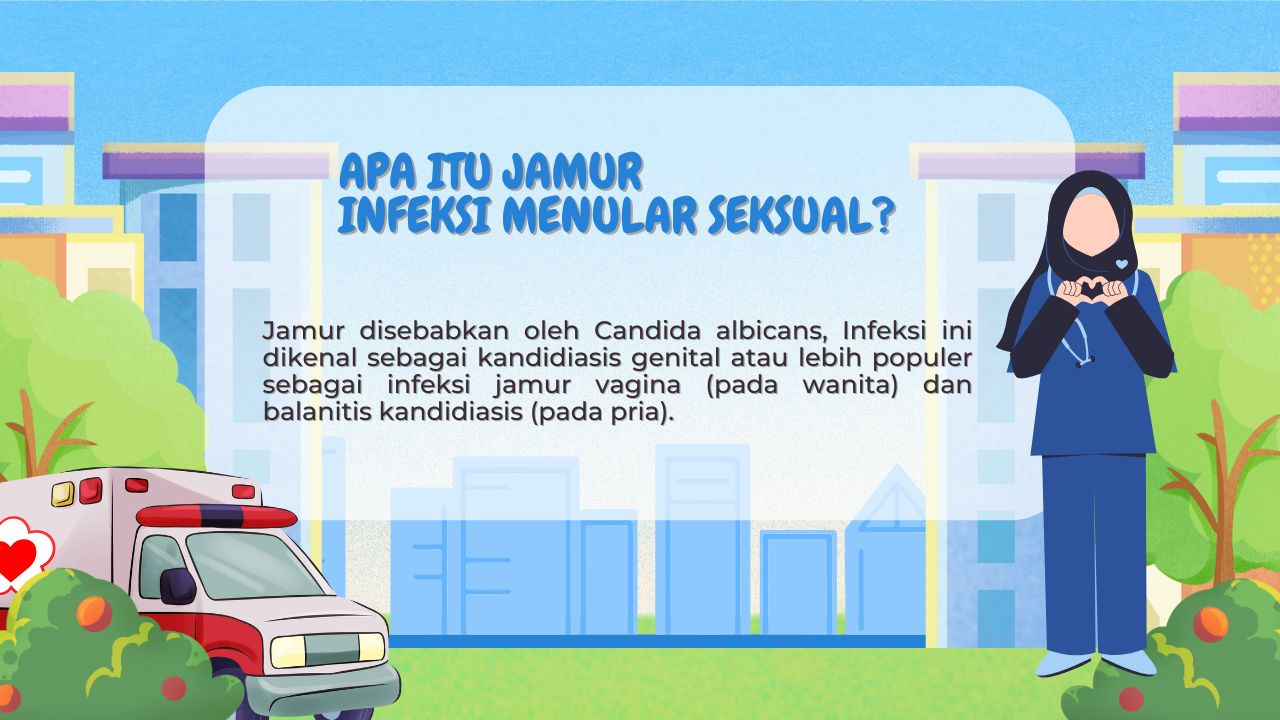 APA ITU JAMUR
INFEKSI MENULAR SEKSUAL?
Jamur disebabkan oleh Candida albicans, Infeksi ini
dikenal sebagai kandidiasis genital atau lebih populer
sebagai infeksi jamur vagina (pada wanita) dan
balanitis kandidiasis (pada pria).